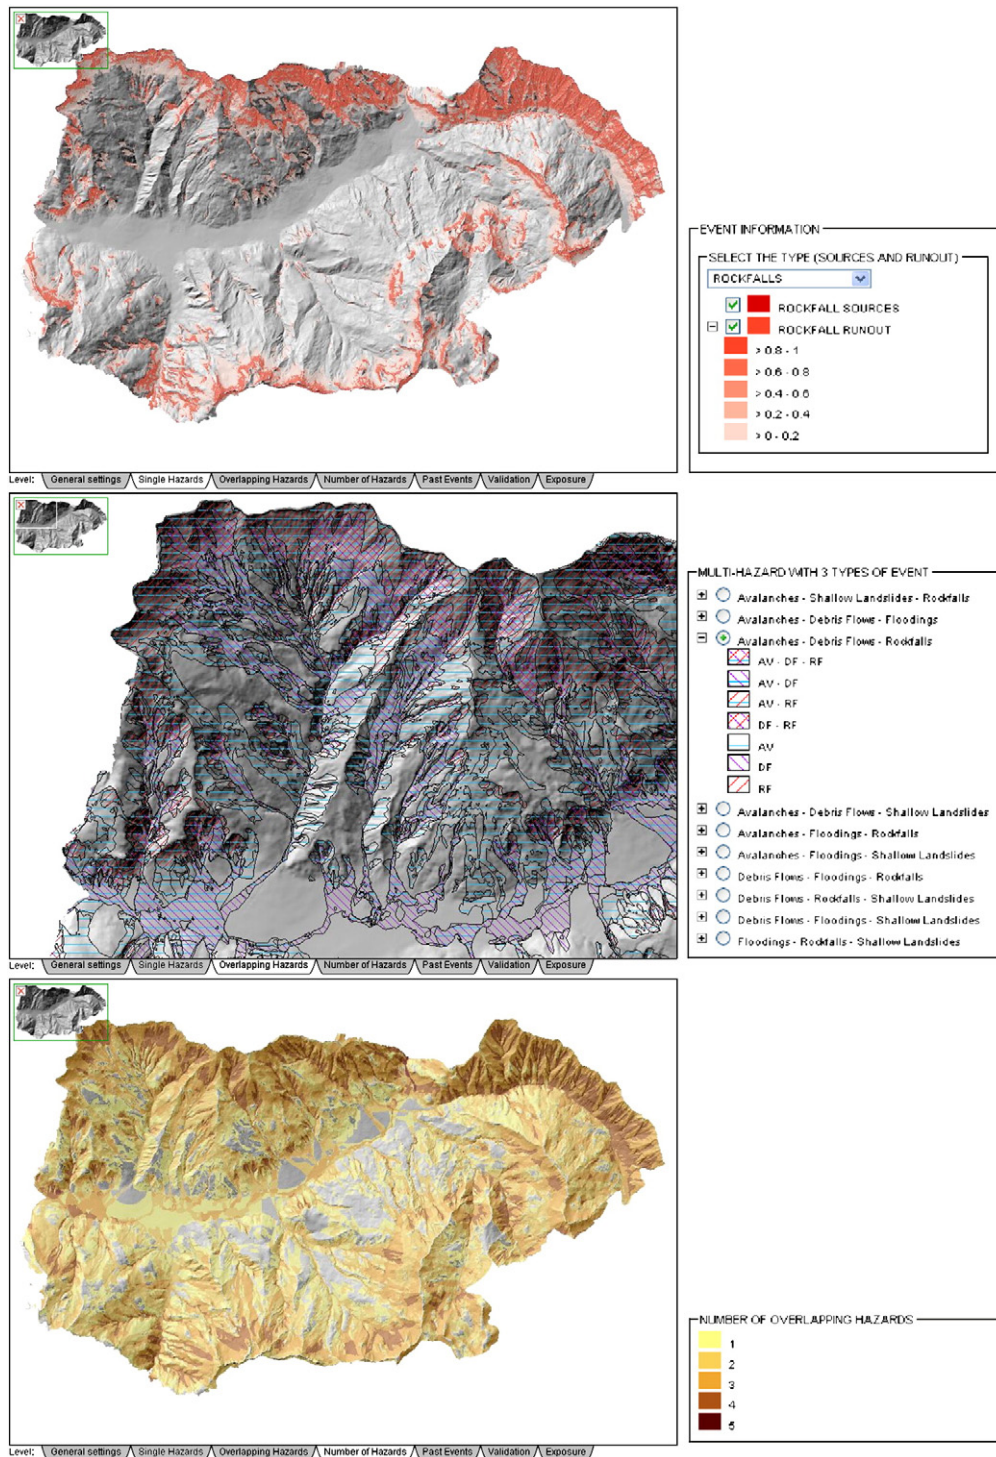 EVENT INFORMATION
SELECT THE TYPE (SOURCES AND RUNOUT)
ROCKFALLS
ROCKFALL SOURCES
ROCKFALL RUNOUT
> 0.8 - 1
> 0.6 - 0.8
> 0.4 - 0.6
> 0.2 - 0.4
> 0 - 0.2
Level: General settings Single Hazards Overlapping Hazards Number of Hazards Past Events Validation Exposure
MULTI-HAZARD WITH 3 TYPES OF EVENT
Avalanches - Shallow Landslides - Rockfalls
Avalanches - Debris Flows - Floodings
Avalanches - Debris Flows - Rockfalls
AV - DF - RF
AV - DF
AV - RF
DF - RF
AV
DF
RF
Avalanches - Debris Flows - Shallow Landslides
Avalanches - Floodings - Rockfalls
Avalanches - Floodings - Shallow Landslides
Debris Flows - Floodings - Rockfalls
Debris Flows - Rockfalls - Shallow Landslides
Debris Flows - Floodings - Shallow Landslides
Floodings - Rockfalls - Shallow Landslides
Level: General settings Single Hazards Overlapping Hazards Number of Hazards Past Events Validation Exposure
NUMBER OF OVERLAPPING HAZARDS
1
2
3
4
5
Level: General settings Single Hazards Overlapping Hazards Number of Hazards Past Events Validation Exposure